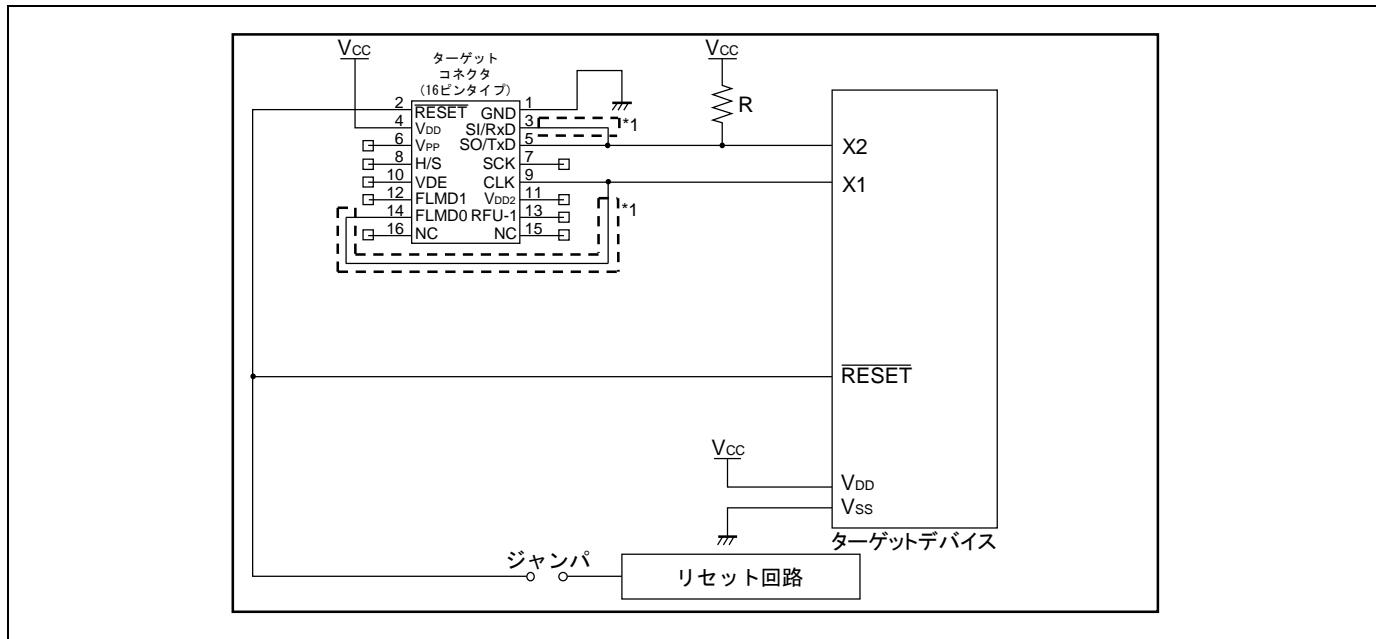 VCC
VCC
ターゲット
コネクタ
(16ピンタイプ)
2 RESET GND 1
4 VDD SI/RxD 3 *1
6 VPP SO/TxD 5
8 H/S SCK 7
10 VDE CLK 9
12 FLMD1 VDD2 11
14 FLMD0 RFU-1 13
16 NC NC 15
*1
R
X2
X1
RESET
VCC
VDD
VSS
ターゲットデバイス
ジャンパ
リセット回路